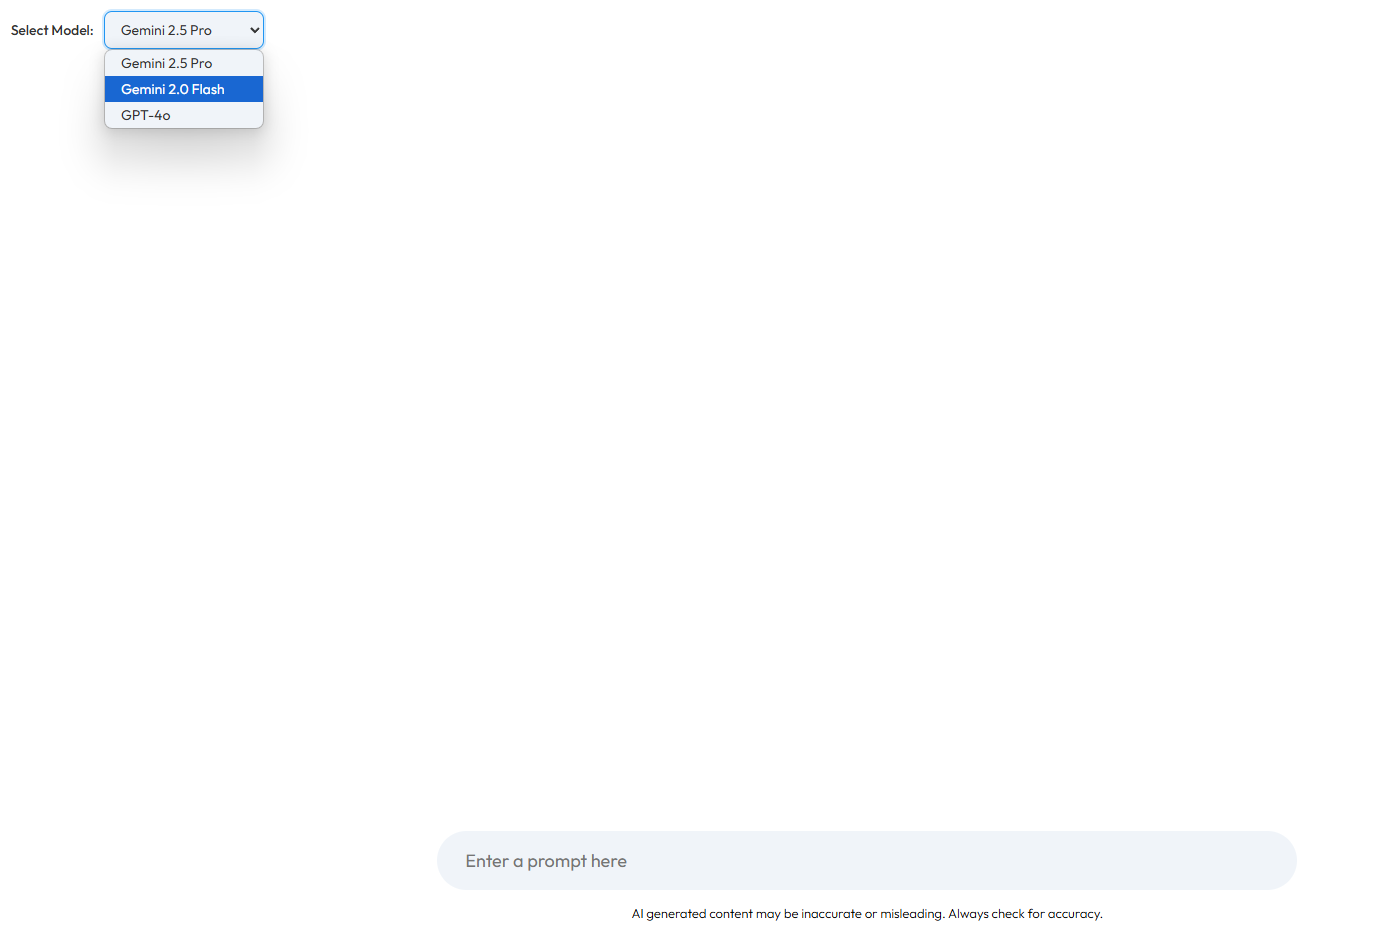 Select Model: Gemini 2.5 Pro
Gemini 2.5 Pro
Gemini 2.0 Flash
GPT-4o
Enter a prompt here
AI generated content may be inaccurate or misleading. Always check for accuracy.